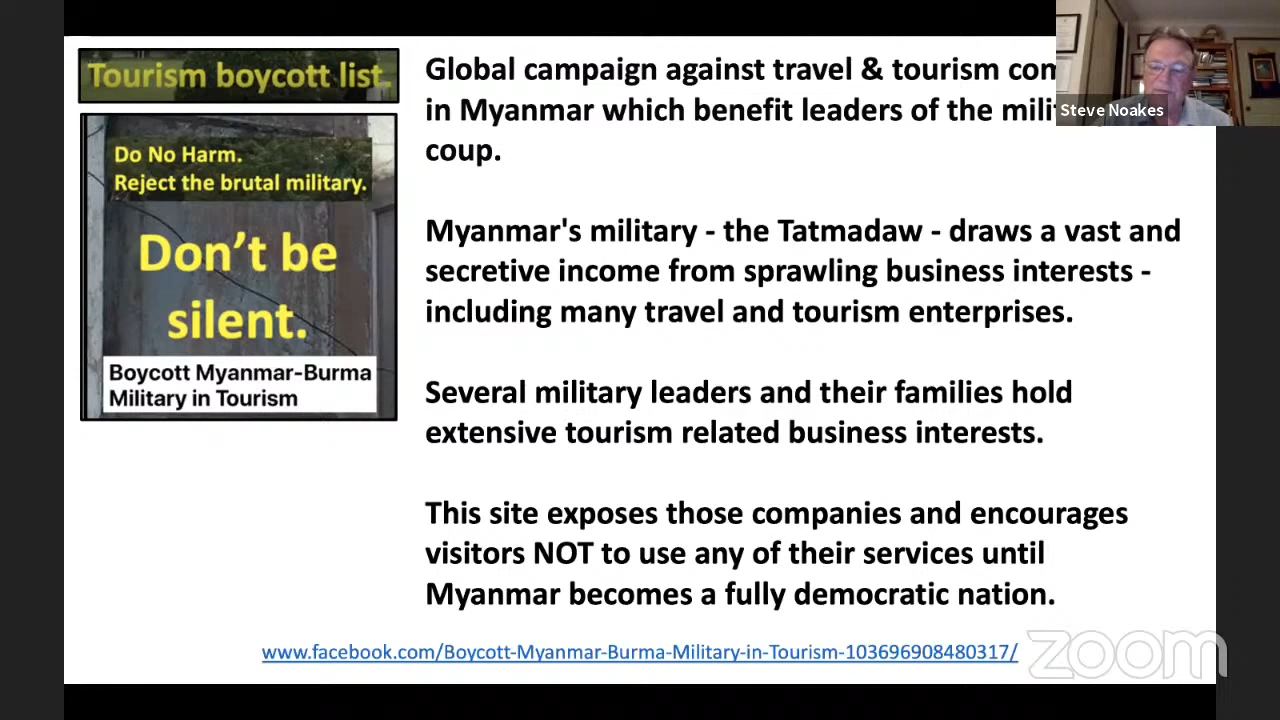 Tourism boycott list.
Do No Harm.
Reject the brutal military.
Don't be
silent.
Boycott Myanmar-Burma
Military in Tourism
Global campaign against travel & tourism
in Myanmar which benefit leaders of the
coup.
Myanmar's military - the Tatmadaw - draws a vast and
secretive income from sprawling business interests -
including many travel and tourism enterprises.
Several military leaders and their families hold
extensive tourism related business interests.
This site exposes those companies and encourages
visitors NOT to use any of their services until
Myanmar becomes a fully democratic nation.
www.facebook.com/Boycott-Myanmar-Burma-Military-in-Tourism-103696908480317/
Steve Noakes
zoom